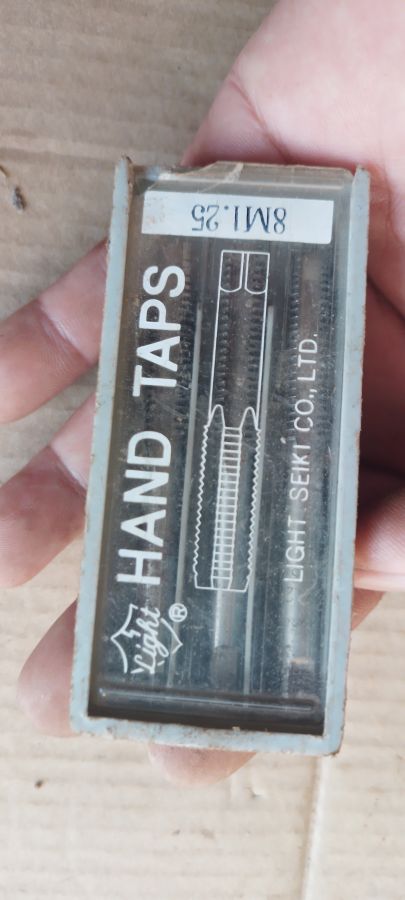 8M1.25
HAND TAPS
LIGHT SEIKI CO., LTD.
Light ®